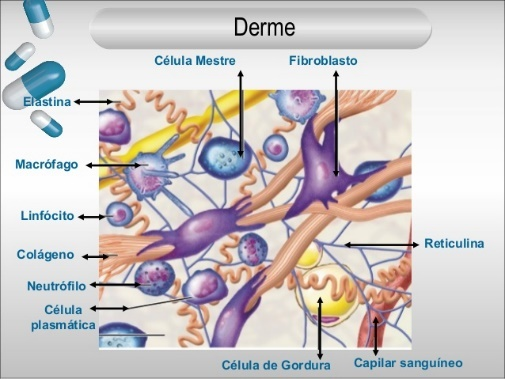 Derme
Célula Mestre
Fibroblasto
Elastina
Macrófago
Linfócito
Colágeno
Reticulina
Neutrófilo
Célula
plasmática
Célula de Gordura
Capilar sanguíneo